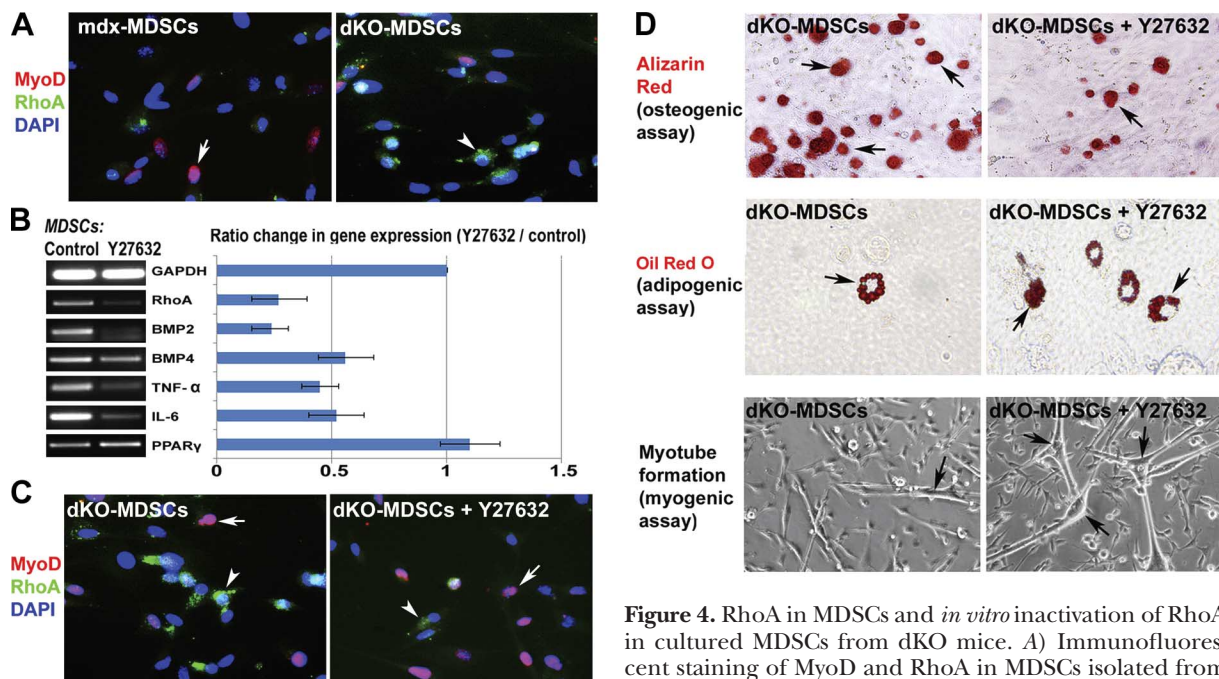 A
mdx-MDSCs
dKO-MDSCs
MyoD
RhoA
DAPI
B
MDSCs:
Control Y27632
Ratio change in gene expression (Y27632 / control)
GAPDH
RhoA
BMP2
BMP4
TNF- α
IL-6
PPARγ
0 0.5 1 1.5
C
dKO-MDSCs
dKO-MDSCs + Y27632
MyoD
RhoA
DAPI
D
dKO-MDSCs
dKO-MDSCs + Y27632
Alizarin
Red
(osteogenic
assay)
dKO-MDSCs
dKO-MDSCs + Y27632
Oil Red O
(adipogenic
assay)
dKO-MDSCs
dKO-MDSCs + Y27632
Myotube
formation
(myogenic
assay)
Figure 4. RhoA in MDSCs and in vitro inactivation of RhoA
in cultured MDSCs from dKO mice. A) Immunofluores
cent staining of MyoD and RhoA in MDSCs isolated from